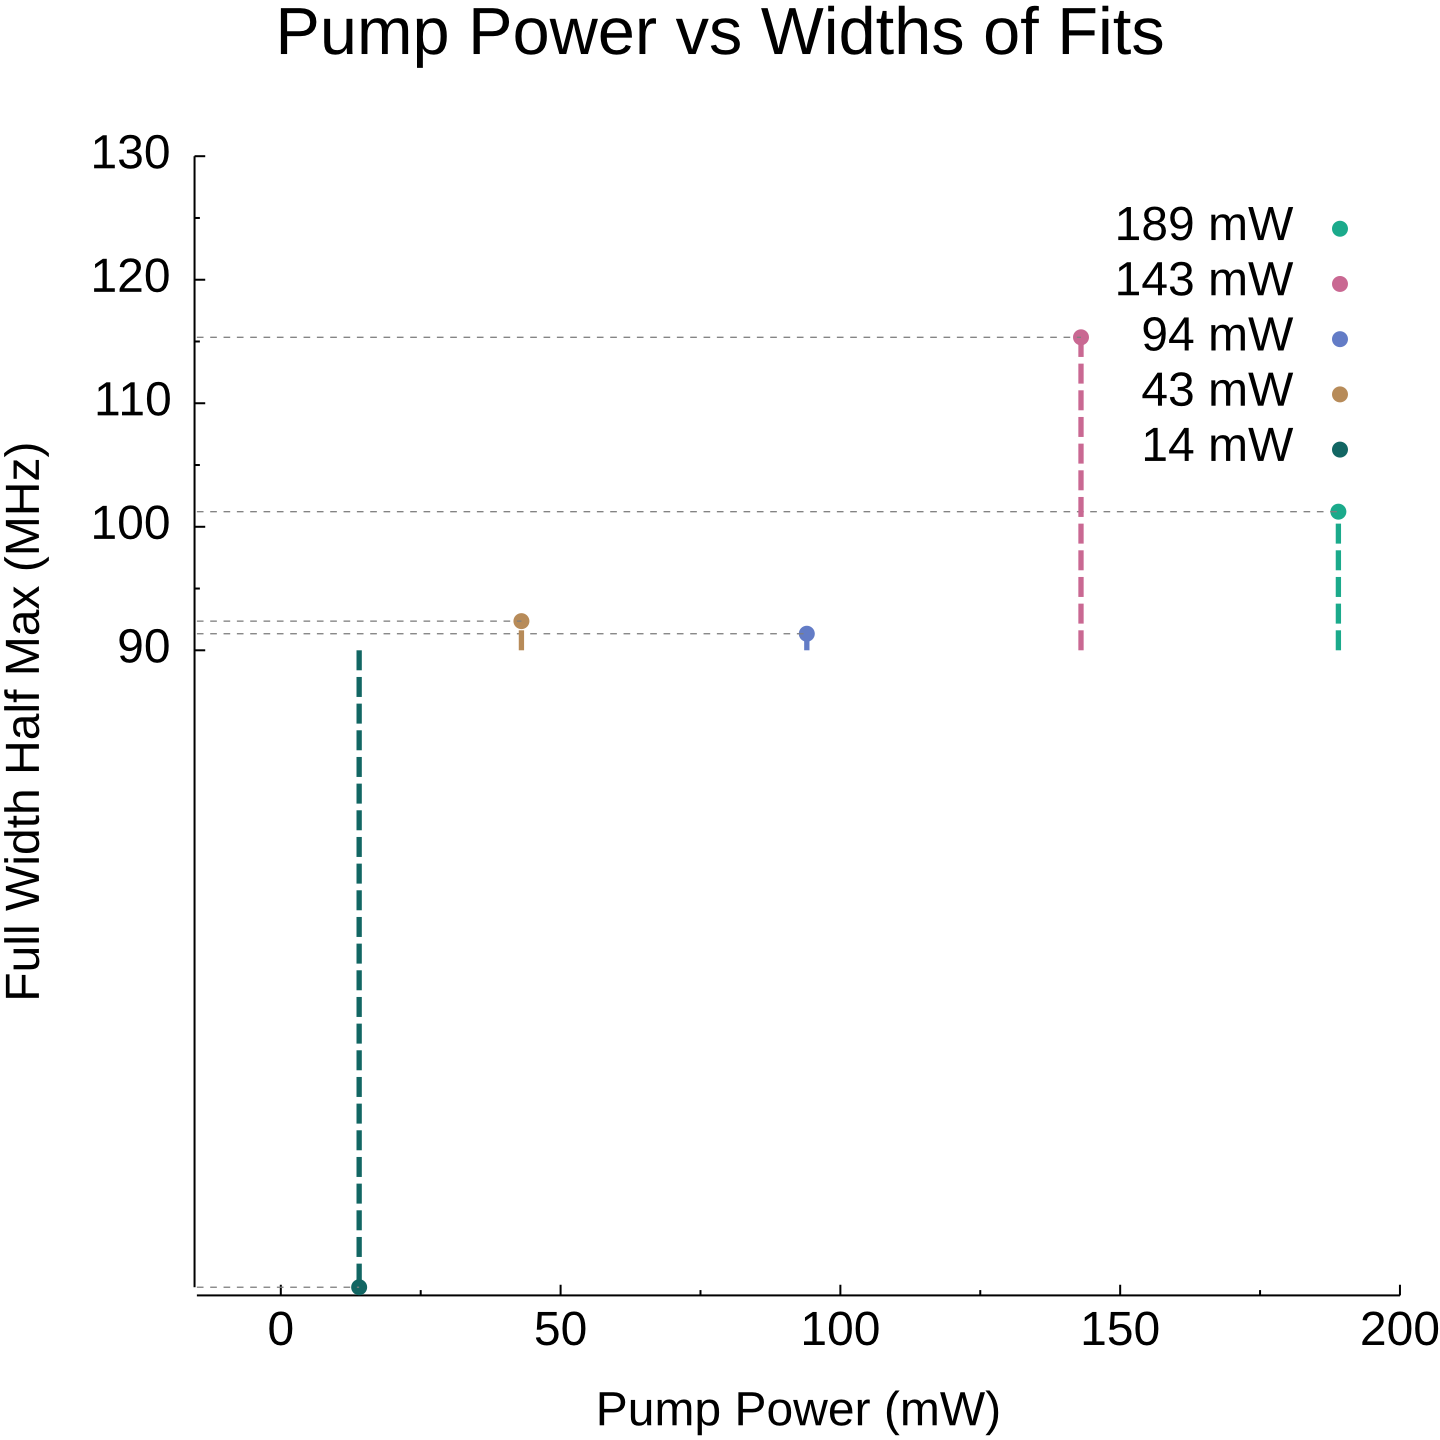 Pump Power vs Widths of Fits
130
120
110
100
90
Full Width Half Max (MHz)
189 mW
143 mW
94 mW
43 mW
14 mW
0 50 100 150 200
Pump Power (mW)